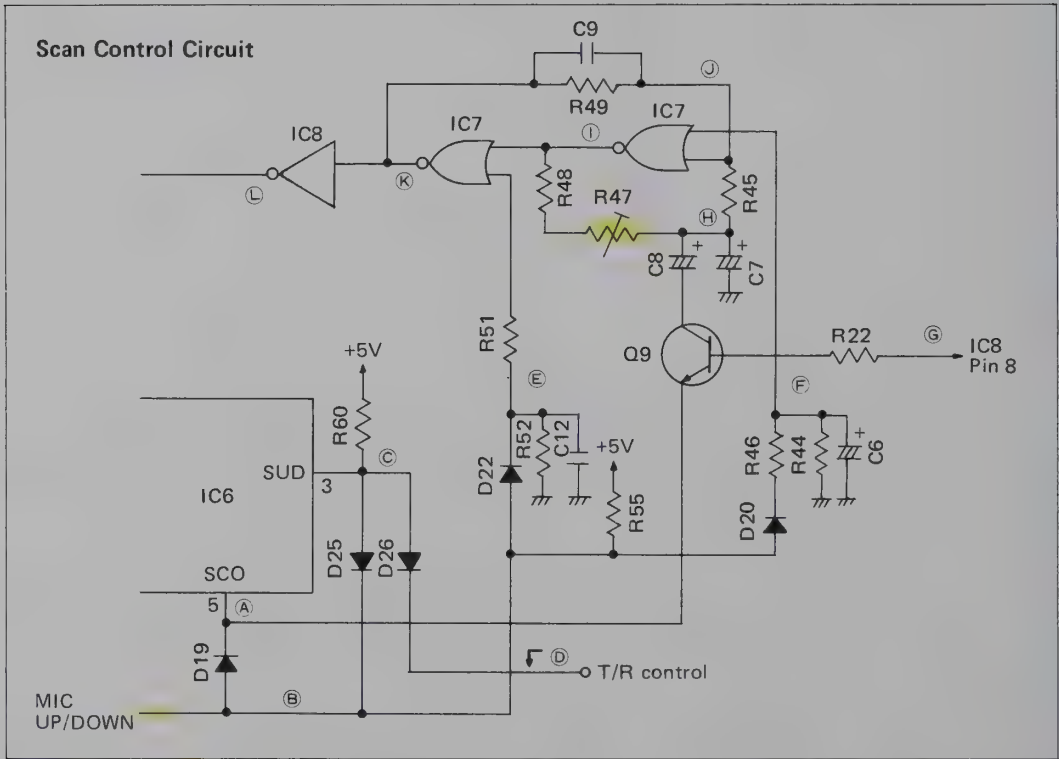 Scan Control Circuit
C9
R49
J
IC7
I
IC7
IC8
K
L
R48
R47
H
R45
C8
C7
R51
Q9
R22
G
IC8
Pin 8
E
F
+5V
R60
C
R52
C12
+5V
R46
R44
C6
SUD
3
IC6
D22
R55
D20
D25
D26
SCO
5
A
D19
D
T/R control
MIC
UP/DOWN
B